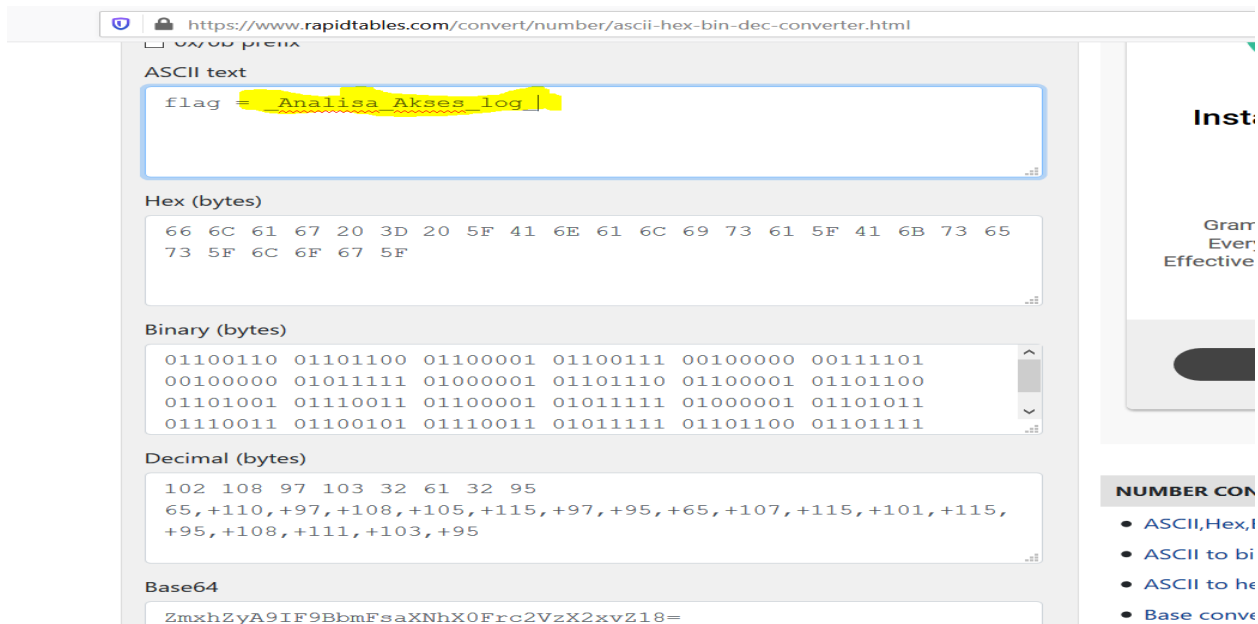 https://www.rapidtables.com/convert/number/ascii-hex-bin-dec-converter.html
0x/0b prefix
ASCII text
flag = _Analisa_Akses_log_
Hex (bytes)
66 6C 61 67 20 3D 20 5F 41 6E 61 6C 69 73 61 5F 41 6B 73 65
73 5F 6C 6F 67 5F
Binary (bytes)
01100110 01101100 01100001 01100111 00100000 00111101
00100000 01011111 01000001 01101110 01100001 01101100
01101001 01110011 01100001 01011111 01000001 01101011
01110011 01100101 01110011 01011111 01101100 01101111
Decimal (bytes)
102 108 97 103 32 61 32 95
65,+110,+97,+108,+105,+115,+97,+95,+65,+107,+115,+101,+115,
+95,+108,+111,+103,+95
Base64
ZmxhZyA9IF9BbmFsaXNhX0Frc2VzX2xvZ18=
Inst
Gram
Every
Effective
NUMBER CON
ASCII,Hex,
ASCII to bi
ASCII to he
Base conve